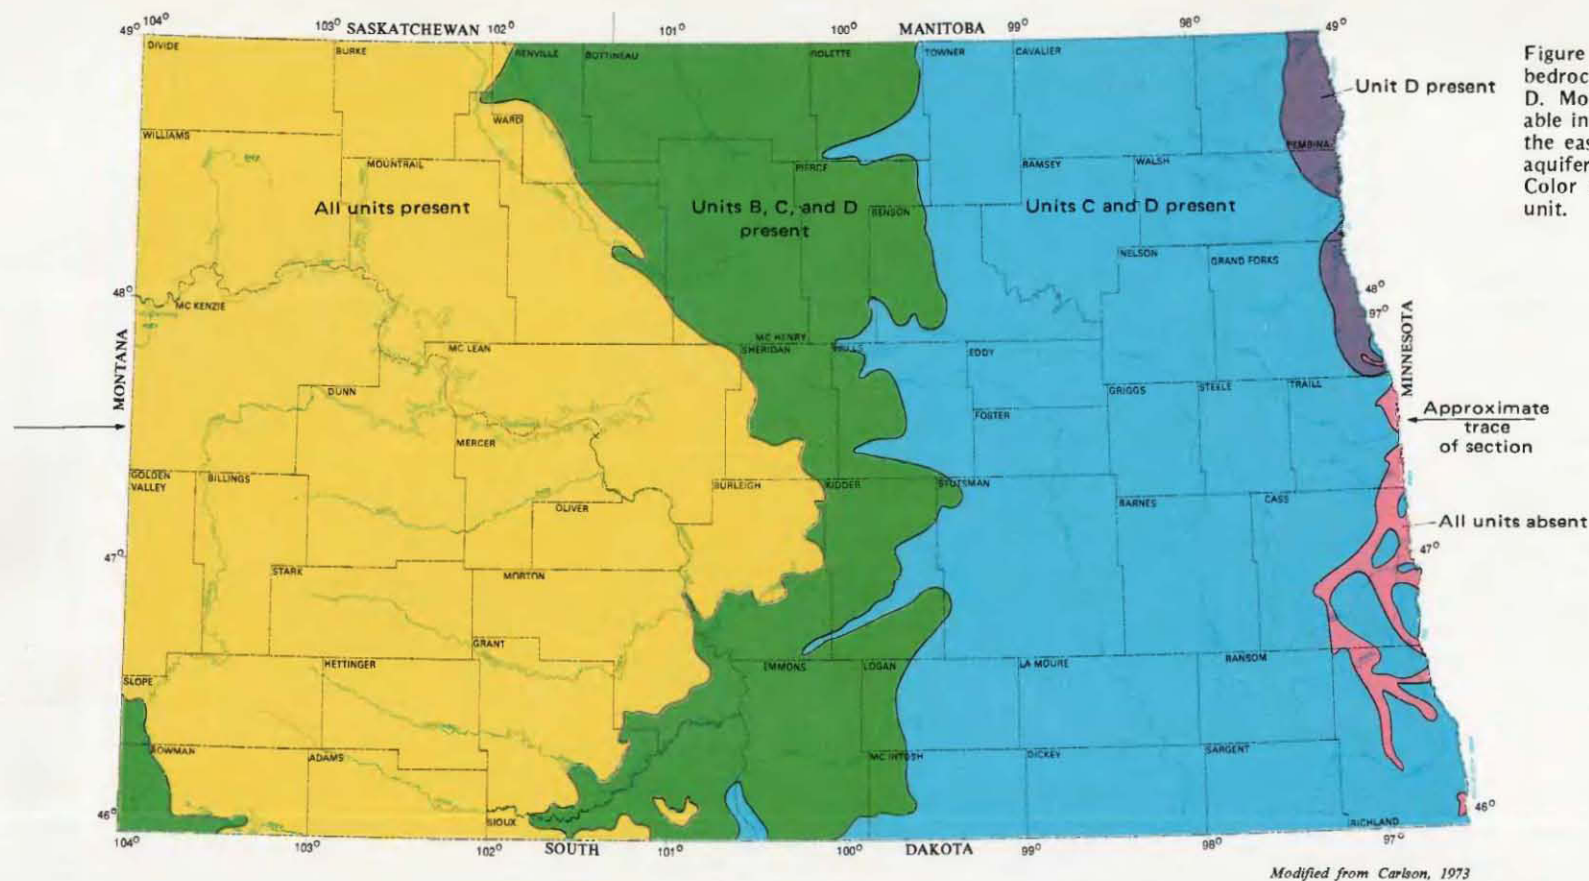 SASKATCHEWAN
MANITOBA
49° 104°
103°
102°
101°
100°
99°
98°
49°
DIVIDE
BURKE
RENVILLE
BOTTINEAU
ROLETTE
TOWNER
CAVALIER
Figure
bedroc
D. Mo
able in
the eas
aquifer
Color
unit.
Unit D present
WILLIAMS
WARD
MOUNTRAIL
PIERCE
RAMSEY
WALSH
PEMBINA
All units present
Units B, C, and D
present
BENSON
Units C and D present
NELSON
GRAND FORKS
48°
MC KENZIE
48°
97°
MONTANA
MINNESOTA
MC LEAN
MC HENRY
SHERIDAN
WELLS
EDDY
DUNN
GRIGGS
STEELE
TRAILL
FOSTER
Approximate
trace
of section
MERCER
GOLDEN
VALLEY
BILLINGS
BURLEIGH
KIDDER
STUTSMAN
OLIVER
BARNES
CASS
All units absent
47°
47°
STARK
MORTON
GRANT
HETTINGER
EMMONS
LOGAN
LA MOURE
RANSOM
SLOPE
BOWMAN
ADAMS
MC INTOSH
DICKEY
SARGENT
46°
46°
SIOUX
RICHLAND
104°
103°
102°
SOUTH
101°
100°
DAKOTA
99°
98°
97°
Modified from Carlson, 1973